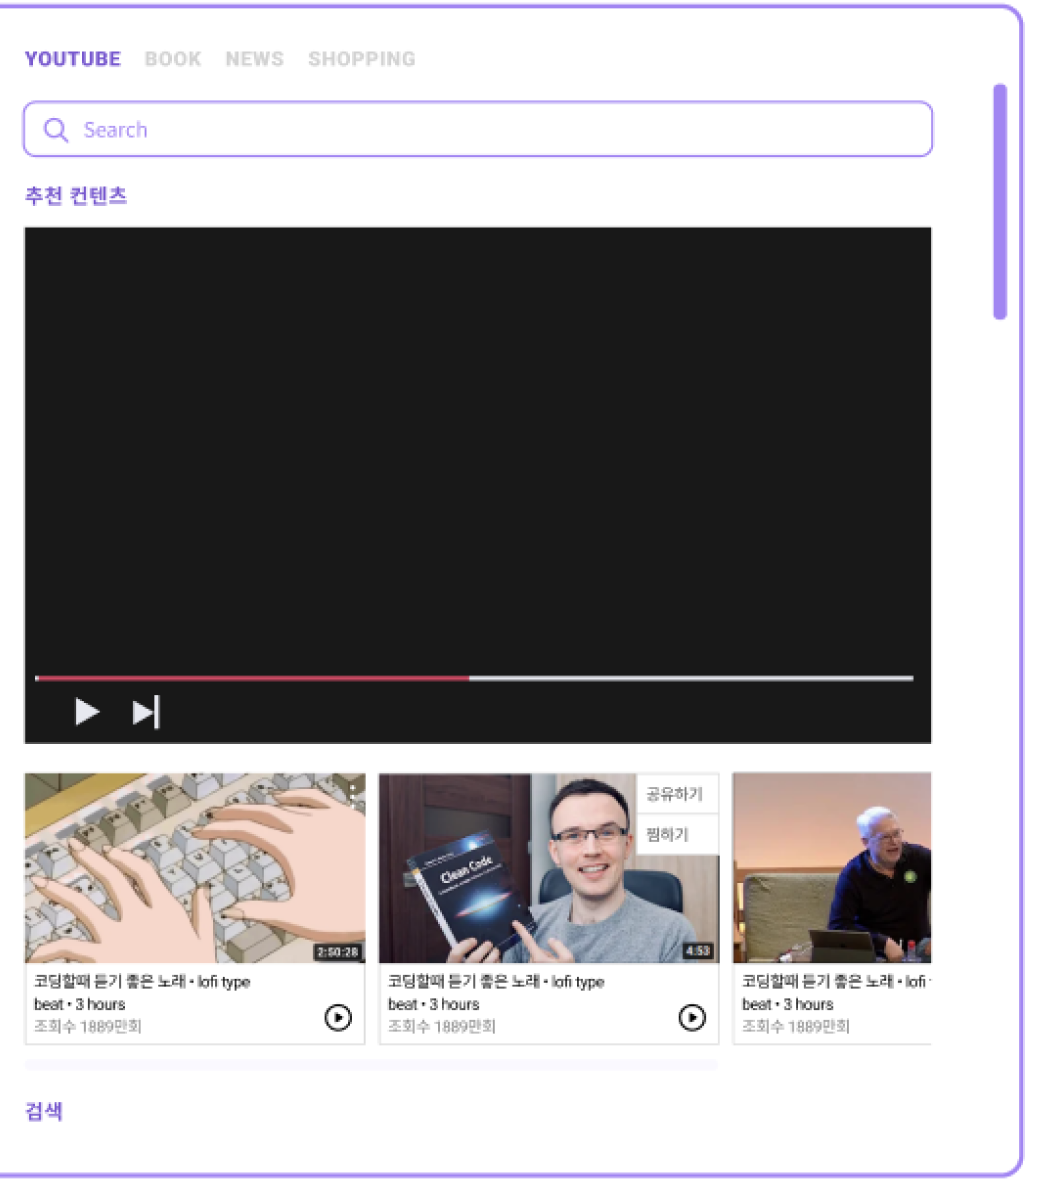 YOUTUBE BOOK NEWS SHOPPING
Search
추천 컨텐츠
공유하기
찜하기
Clean Code
2:50:28
4:53
코딩할때 듣기 좋은 노래 • lofi type
beat • 3 hours
조회수 1889만회
코딩할때 듣기 좋은 노래 • lofi type
beat • 3 hours
조회수 1889만회
코딩할때 듣기 좋은 노래 • lofi
beat • 3 hours
조회수 1889만회
검색